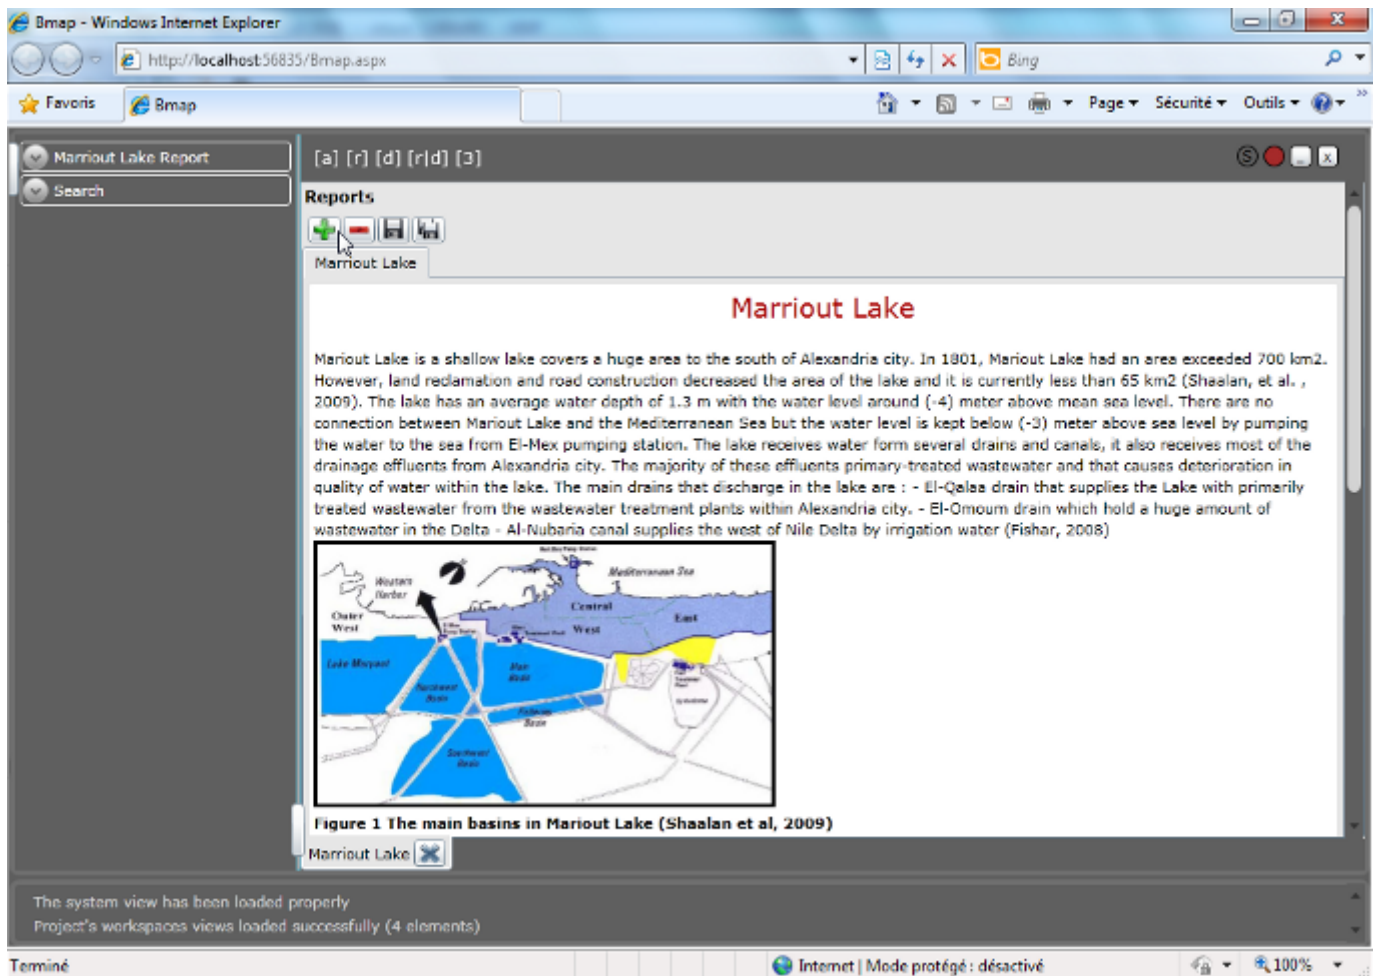 Bmap - Windows Internet Explorer
http://localhost:56835/Bmap.aspx
Bing
Favoris
Bmap
Page
Sécurité
Outils
Marriout Lake Report
[a] [r] [d] [r|d] [3]
S
x
Search
Reports
Marriout Lake
Marriout Lake
Mariout Lake is a shallow lake covers a huge area to the south of Alexandria city. In 1801, Mariout Lake had an area exceeded 700 km2.
However, land reclamation and road construction decreased the area of the lake and it is currently less than 65 km2 (Shaalan, et al. ,
2009). The lake has an average water depth of 1.3 m with the water level around (-4) meter above mean sea level. There are no
connection between Mariout Lake and the Mediterranean Sea but the water level is kept below (-3) meter above sea level by pumping
the water to the sea from El-Mex pumping station. The lake receives water form several drains and canals, it also receives most of the
drainage effluents from Alexandria city. The majority of these effluents primary-treated wastewater and that causes deterioration in
quality of water within the lake. The main drains that discharge in the lake are : - El-Qalaa drain that supplies the Lake with primarily
treated wastewater from the wastewater treatment plants within Alexandria city. - El-Omoum drain which hold a huge amount of
wastewater in the Delta - Al-Nubaria canal supplies the west of Nile Delta by irrigation water (Fishar, 2008)
Mediterranean Sea
Western
Harbor
Central
Outer
West
East
West
Main
Basin
Northwest
Basin
Basin
Southwest
Basin
Figure 1 The main basins in Mariout Lake (Shaalan et al, 2009)
Marriout Lake
The system view has been loaded properly
Project's workspaces views loaded successfully (4 elements)
Terminé
Internet | Mode protégé : désactivé
100%